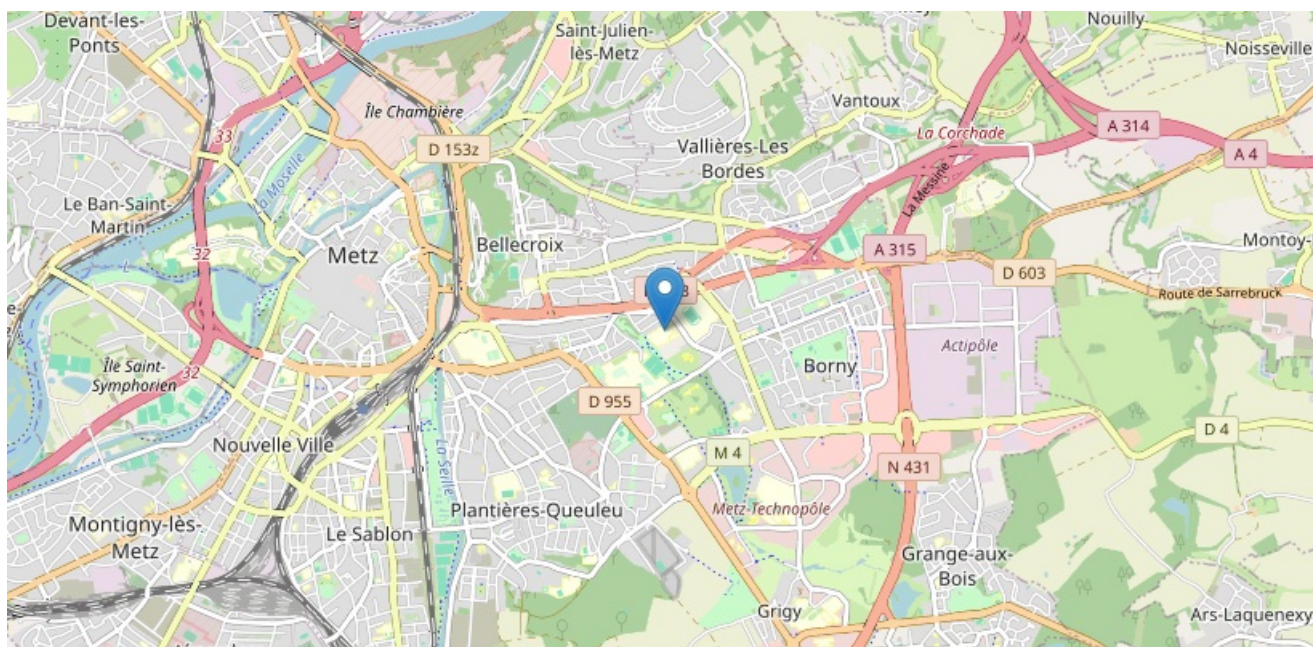 Devant-les-
Ponts
Saint-Julien-
lès-Metz
Nouilly
Noisseville
Île Chambière
33
Vantoux
La Corchade
A 314
D 153z
Vallières-Les
Bordes
A 4
La Moselle
La Messine
Le Ban-Saint-
Martin
32
Metz
Bellecroix
A 315
Montoy-
D 603
Route de Sarrebruck
Île Saint-
Symphorien
32
Actipôle
Borny
D 955
Nouvelle Ville
La Seille
M 4
D 4
N 431
Montigny-lès-
Metz
Le Sablon
Plantières-Queuleu
Metz-Technopôle
Grange-aux-
Bois
Grigy
Ars-Laquenexy